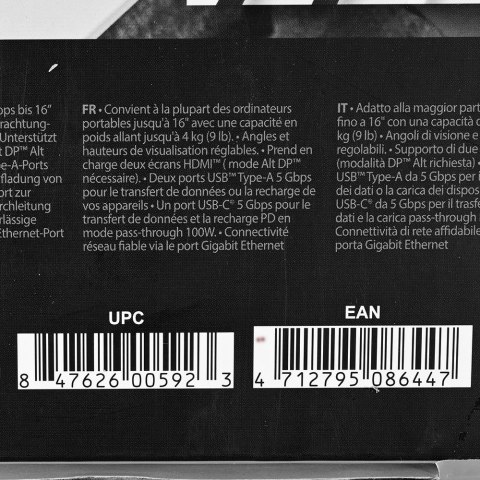 ops bis 16"
rachtung-
Unterstützt
t DP™ Alt
e-A-Ports
fladung von
ort zur
rchleitung
rlässige
Ethernet-Port
FR • Convient à la plupart des ordinateurs
portables jusqu'à 16" avec une capacité en
poids allant jusqu'à 4 kg (9 lb). • Angles et
hauteurs de visualisation réglables. • Prend en
charge deux écrans HDMI™ ( mode Alt DP™
nécessaire). • Deux ports USB™ Type-A 5 Gbps
pour le transfert de données ou la recharge de
vos appareils • Un port USB-C® 5 Gbps pour le
transfert de données et la recharge PD en
mode pass-through 100W. • Connectivité
réseau fiable via le port Gigabit Ethernet
IT • Adatto alla maggior part
fino a 16" con una capacità d
kg (9 lb) • Angoli di visione e
regolabili. • Supporto di due
(modalità DP™ Alt richiesta) •
USB™ Type-A da 5 Gbps per i
dei dati o la carica dei dispos
USB-C® da 5 Gbps per il trasf
dati e la carica pass-through
Connettività di rete affidabile
porta Gigabit Ethernet
UPC
8 47626 00592 3
EAN
4 712795 086447